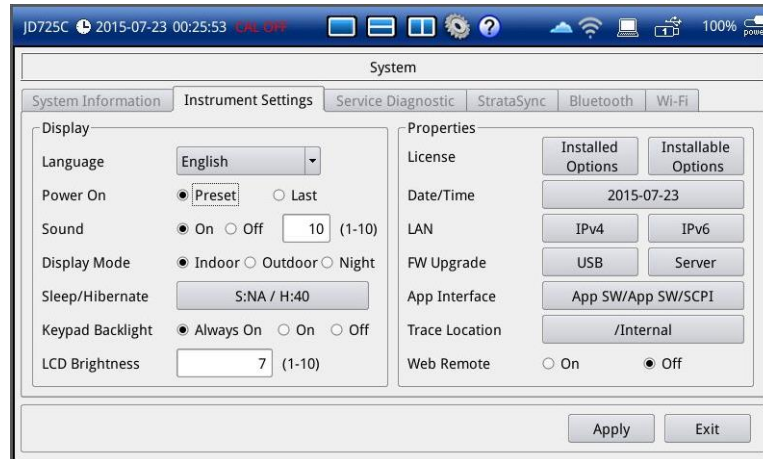 JD725C 2015-07-23 00:25:53 CAL OFF 1 100% power
System
System Information Instrument Settings Service Diagnostic StrataSync Bluetooth Wi-Fi
Display
Language English
Power On Preset Last
Sound On Off 10 (1-10)
Display Mode Indoor Outdoor Night
Sleep/Hibernate S:NA / H:40
Keypad Backlight Always On On Off
LCD Brightness 7 (1-10)
Properties
License Installed Options Installable Options
Date/Time 2015-07-23
LAN IPv4 IPv6
FW Upgrade USB Server
App Interface App SW/App SW/SCPI
Trace Location /Internal
Web Remote On Off
Apply Exit